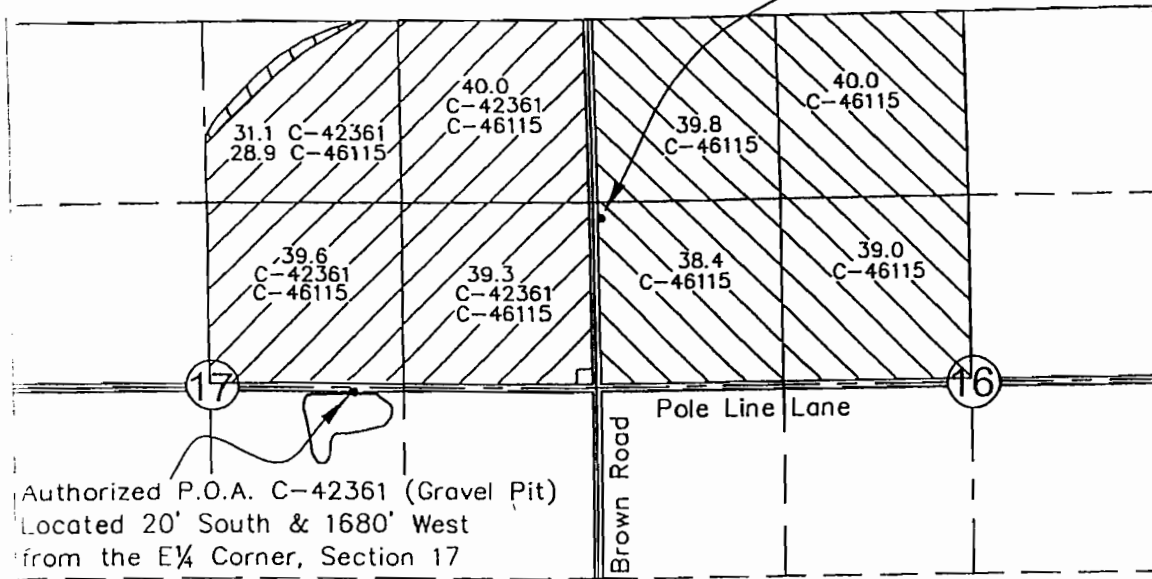 40.0
C-42361
C-46115
31.1 C-42361
28.9 C-46115
39.8
C-46115
40.0
C-46115
39.6
C-42361
C-46115
39.3
C-42361
C-46115
38.4
C-46115
39.0
C-46115
17
16
Pole Line Lane
Brown Road
Authorized P.O.A. C-42361 (Gravel Pit)
Located 20' South & 1680' West
from the E¼ Corner, Section 17